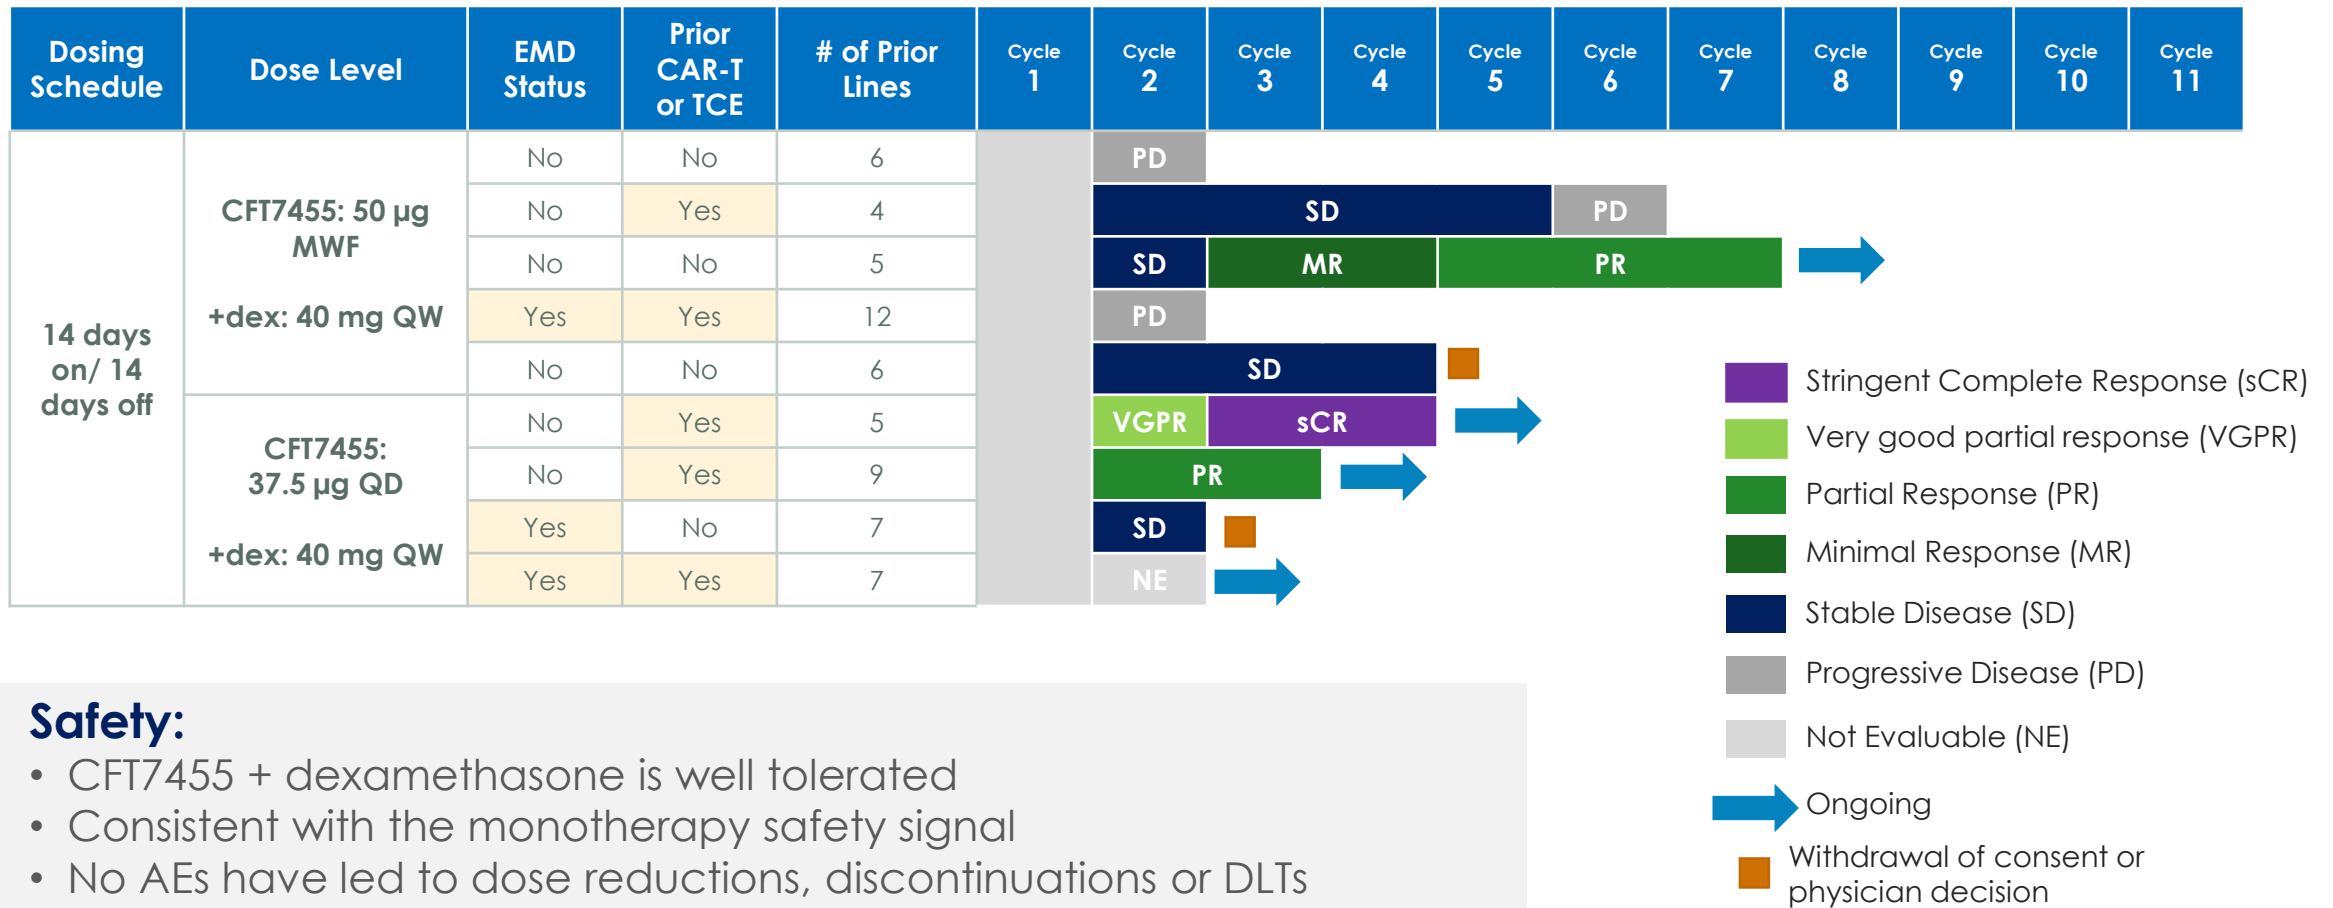 Dosing Schedule Dose Level EMD Status Prior CAR-T or TCE # of Prior Lines Cycle 1 Cycle 2 Cycle 3 Cycle 4 Cycle 5 Cycle 6 Cycle 7 Cycle 8 Cycle 9 Cycle 10 Cycle 11
14 days on/ 14 days off
CFT7455: 50 µg MWF
+dex: 40 mg QW
No No 6 PD
No Yes 4 SD PD
No No 5 SD MR PR
Yes Yes 12 PD
No No 6 SD
CFT7455: 37.5 µg QD
+dex: 40 mg QW
No Yes 5 VGPR sCR
No Yes 9 PR
Yes No 7 SD
Yes Yes 7 NE
Stringent Complete Response (sCR)
Very good partial response (VGPR)
Partial Response (PR)
Minimal Response (MR)
Stable Disease (SD)
Progressive Disease (PD)
Not Evaluable (NE)
Ongoing
Withdrawal of consent or
physician decision
Safety:
• CFT7455 + dexamethasone is well tolerated
• Consistent with the monotherapy safety signal
• No AEs have led to dose reductions, discontinuations or DLTs